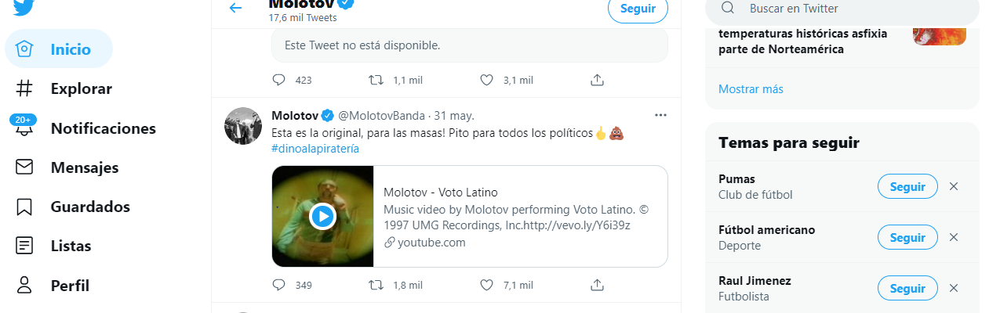 Inicio
Explorar
20+
Notificaciones
Mensajes
Guardados
Listas
Perfil
Molotov
17,6 mil Tweets
Seguir
Este Tweet no está disponible.
423 1,1 mil 3,1 mil
Molotov @MolotovBanda · 31 may.
Esta es la original, para las masas! Pito para todos los políticos🖕💩
#dinoalapiratería
Molotov - Voto Latino
Music video by Molotov performing Voto Latino. ©
1997 UMG Recordings, Inc.http://vevo.ly/Y6i39z
youtube.com
349 1,8 mil 7,1 mil
Buscar en Twitter
temperaturas históricas asfixia
parte de Norteamérica
Mostrar más
Temas para seguir
Pumas
Club de fútbol
Seguir
Fútbol americano
Deporte
Seguir
Raul Jimenez
Futbolista
Seguir